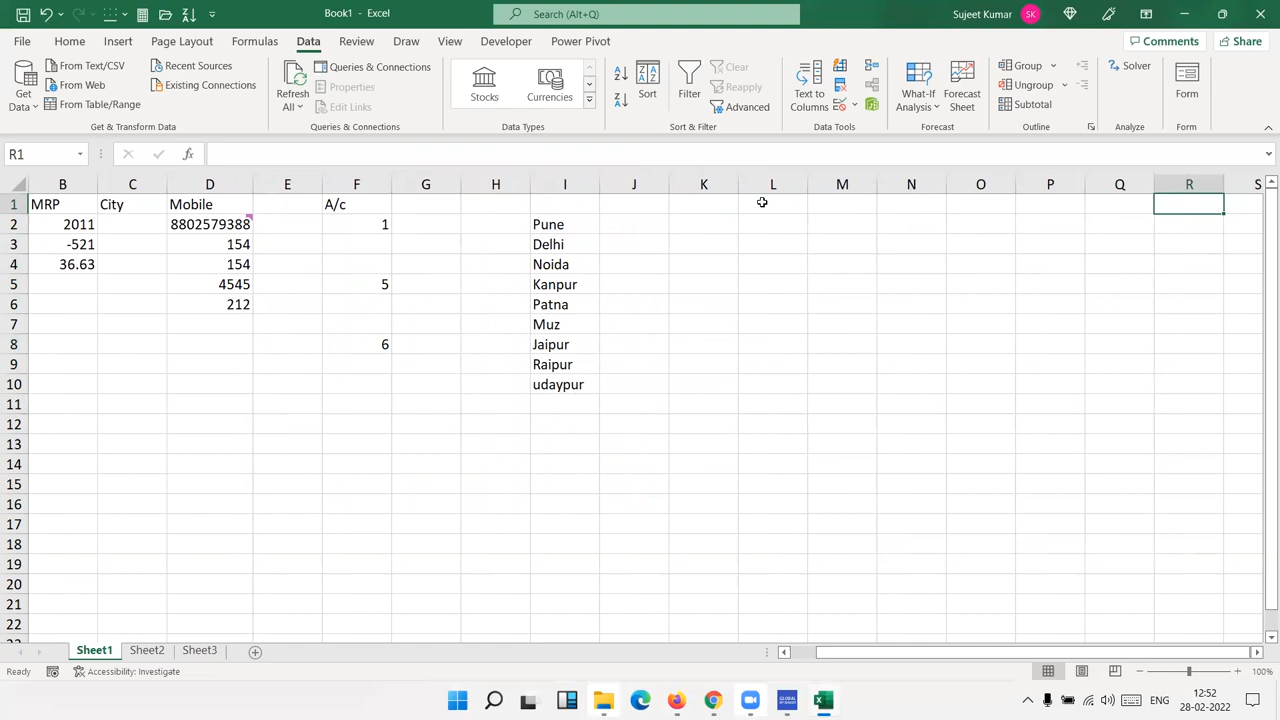 Book1 - Excel
Search (Alt+Q)
Sujeet Kumar
SK
File
Home
Insert
Page Layout
Formulas
Data
Review
Draw
View
Developer
Power Pivot
Comments
Share
Get Data
From Text/CSV
From Web
From Table/Range
Recent Sources
Existing Connections
Get & Transform Data
Refresh All
Queries & Connections
Properties
Edit Links
Queries & Connections
Stocks
Currencies
Data Types
Sort
Filter
Clear
Reapply
Advanced
Sort & Filter
Text to Columns
Data Tools
What-If Analysis
Forecast Sheet
Forecast
Group
Ungroup
Subtotal
Outline
Solver
Analyze
Form
Form
R1
fx
B C D E F G H I J K L M N O P Q R S
1 MRP City Mobile A/c
2 2011 8802579388 1 Pune
3 -521 154 Delhi
4 36.63 154 Noida
5 4545 5 Kanpur
6 212 Patna
7 Muz
8 6 Jaipur
9 Raipur
10 udaypur
11
12
13
14
15
16
17
18
19
20
21
22
Sheet1 Sheet2 Sheet3
Ready
Accessibility: Investigate
100%
ENG
12:52
28-02-2022